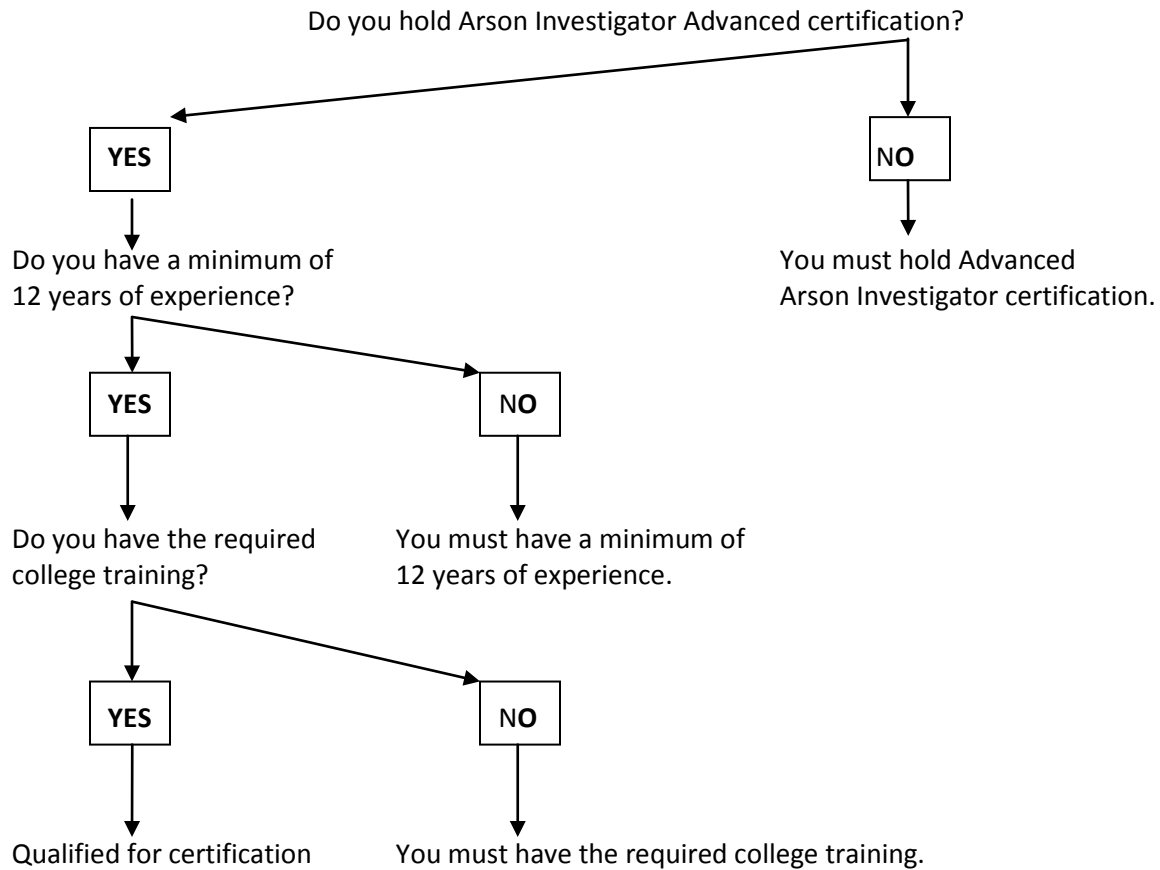 Do you hold Arson Investigator Advanced certification?
YES
NO
Do you have a minimum of
12 years of experience?
You must hold Advanced
Arson Investigator certification.
YES
NO
Do you have the required
college training?
You must have a minimum of
12 years of experience.
YES
NO
Qualified for certification
You must have the required college training.